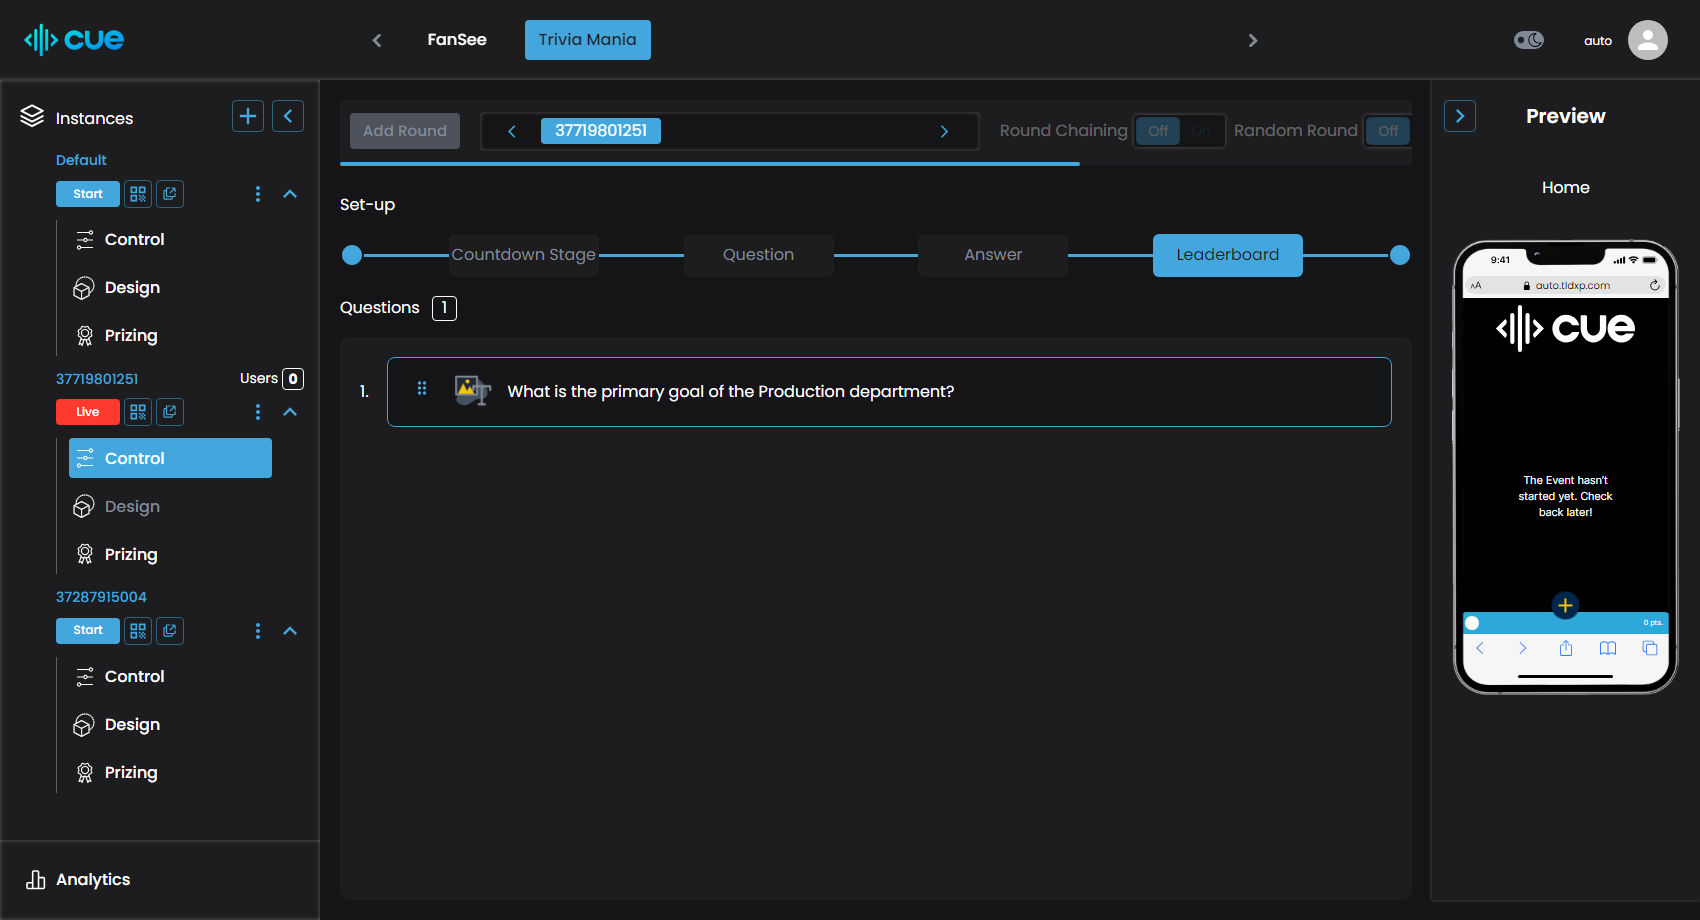 cue
FanSee
Trivia Mania
auto
Instances
Default
Start
Control
Design
Prizing
37719801251
Users 0
Live
Control
Design
Prizing
37287915004
Start
Control
Design
Prizing
Analytics
Add Round
37719801251
Round Chaining
Off
On
Random Round
Off
Set-up
Countdown Stage
Question
Answer
Leaderboard
Questions 1
1. What is the primary goal of the Production department?
Preview
Home
9:41
AA
auto.tldxp.com
cue
The Event hasn't
started yet. Check
back later!
0 pts.